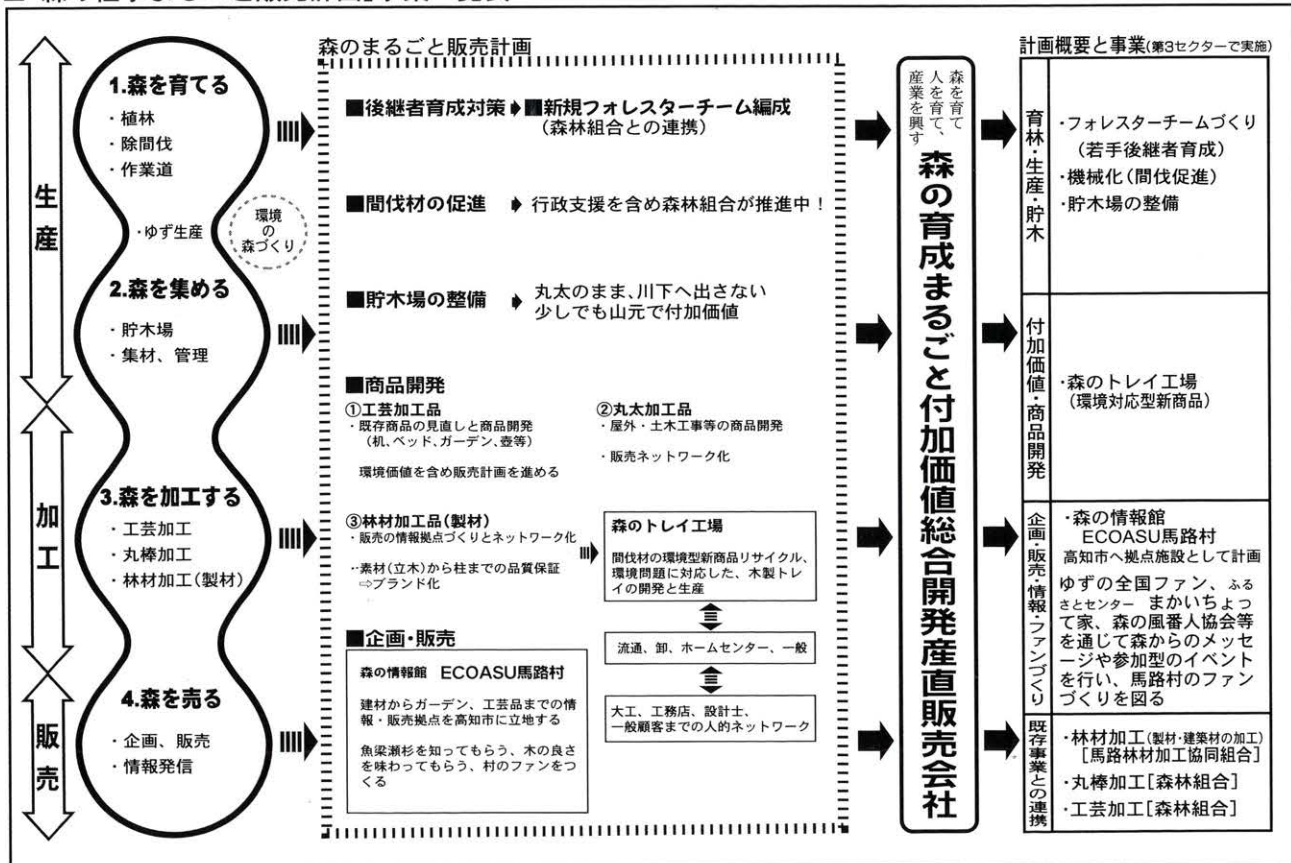 生産
加工
販売
1.森を育てる
・植林
・除間伐
・作業道
・ゆず生産
環境
の
森づくり
2.森を集める
・貯木場
・集材、管理
3.森を加工する
・工芸加工
・丸棒加工
・林材加工(製材)
4.森を売る
・企画、販売
・情報発信
森のまるごと販売計画
■後継者育成対策➧■新規フォレスターチーム編成
(森林組合との連携)
■間伐材の促進 ➧ 行政支援を含め森林組合が推進中！
■貯木場の整備 ➧ 丸太のまま、川下へ出さない
少しでも山元で付加価値
■商品開発
①工芸加工品
・既存商品の見直しと商品開発
(机、ベッド、ガーデン、壺等)
環境価値を含め販売計画を進める
②丸太加工品
・屋外・土木工事等の商品開発
・販売ネットワーク化
③林材加工品(製材)
・販売の情報拠点づくりとネットワーク化
・素材(立木)から柱までの品質保証
⇨ブランド化
森のトレイ工場
間伐材の環境型新商品リサイクル、
環境問題に対応した、木製トレ
イの開発と生産
流通、卸、ホームセンター、一般
大工、工務店、設計士、
一般顧客までの人的ネットワーク
■企画・販売
森の情報館 ECOASU馬路村
建材からガーデン、工芸品までの情
報・販売拠点を高知市に立地する
魚梁瀬杉を知ってもらう、木の良さ
を味わってもらう、村のファンをつ
くる
森を育て
人を育て、
産業を興す
森の育成まるごと付加価値総合開発産直販売会社
計画概要と事業(第3セクターで実施)
育林・生産・貯木
・フォレスターチームづくり
(若手後継者育成)
・機械化(間伐促進)
・貯木場の整備
付加価値・商品開発
・森のトレイ工場
(環境対応型新商品)
企画・販売・情報・ファンづくり
・森の情報館
ECOASU馬路村
高知市へ拠点施設として計画
ゆずの全国ファン、ふる
さとセンター まかいちょっ
て家、森の風番人協会等
を通じて森からのメッセ
ージや参加型のイベント
を行い、馬路村のファン
づくりを図る
既存事業との連携
・林材加工(製材・建築材の加工)
[馬路林材加工協同組合]
・丸棒加工[森林組合]
・工芸加工[森林組合]